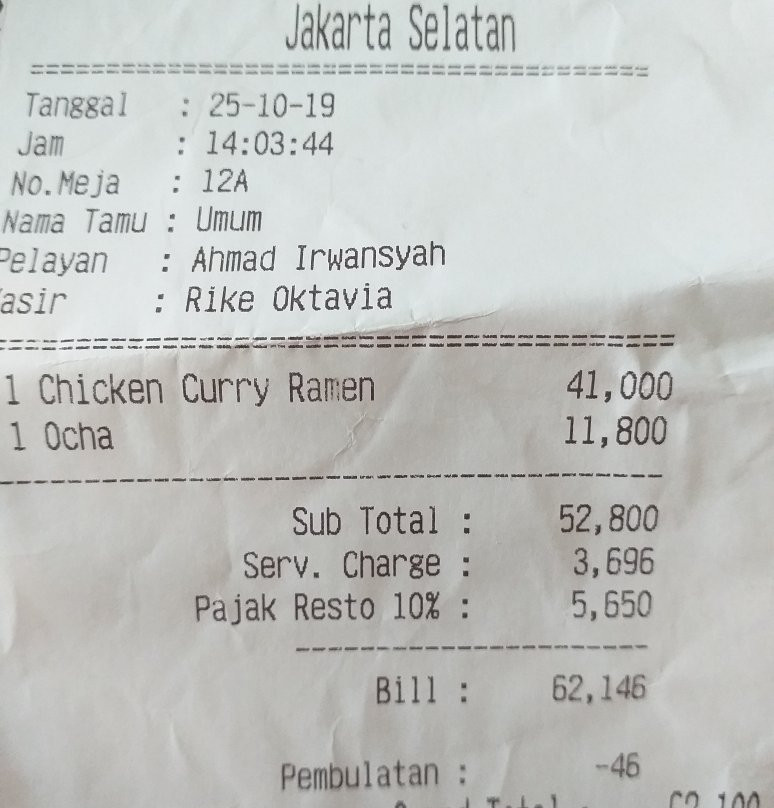 Jakarta Selatan
=====================================
Tanggal : 25-10-19
Jam : 14:03:44
No.Meja : 12A
Nama Tamu : Umum
Pelayan : Ahmad Irwansyah
asir : Rike Oktavia
=====================================
1 Chicken Curry Ramen 41,000
1 Ocha 11,800
-------------------------------------
Sub Total : 52,800
Serv. Charge : 3,696
Pajak Resto 10% : 5,650
---------------------
Bill : 62,146
Pembulatan : -46